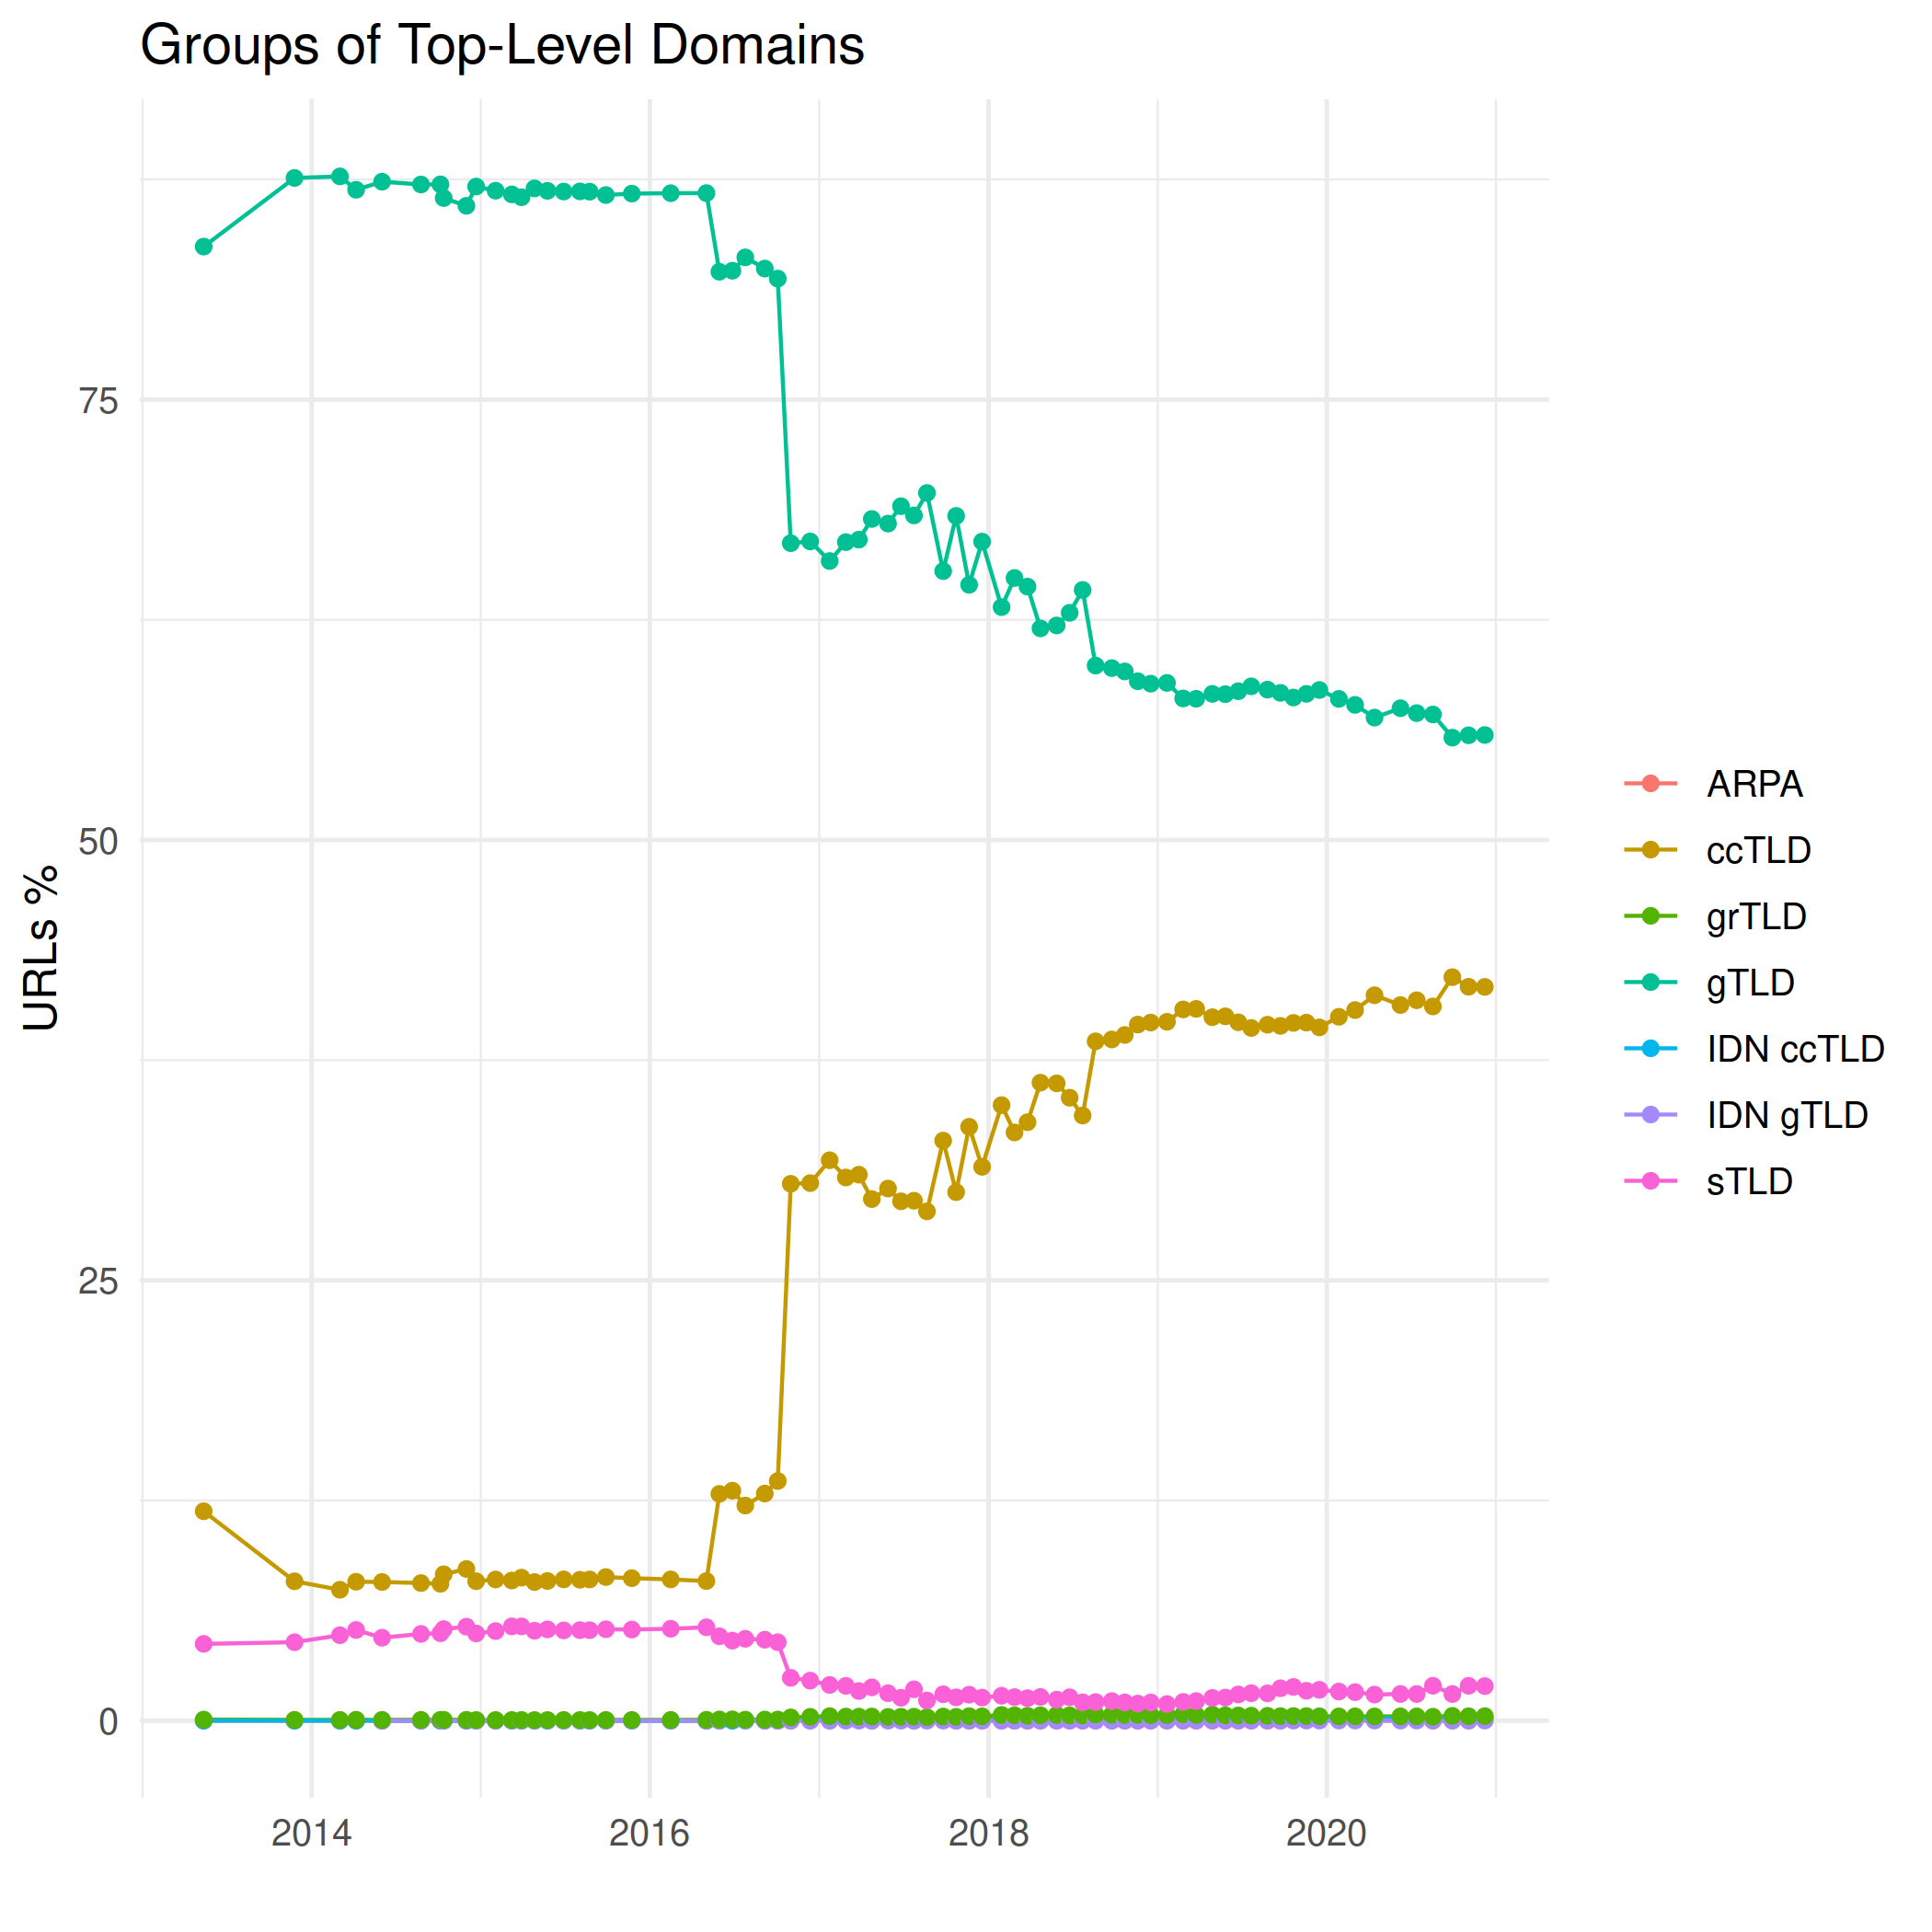 Groups of Top-Level Domains
URLs %
75
50
25
0
2014
2016
2018
2020
ARPA
ccTLD
grTLD
gTLD
IDN ccTLD
IDN gTLD
sTLD